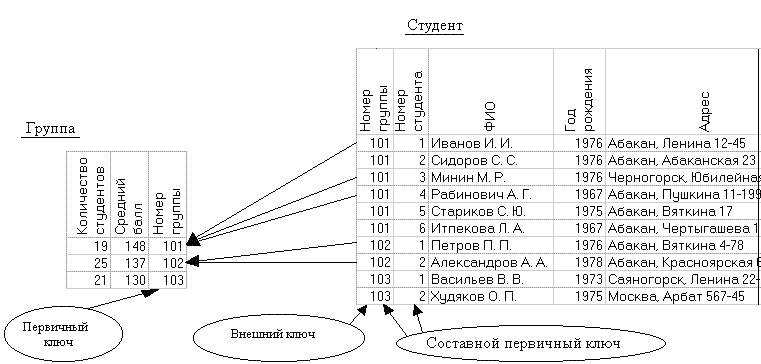 Студент
Номер группы Номер студента ФИО Год рождения Адрес
101 1 Иванов И. И. 1976 Абакан, Ленина 12-45
101 2 Сидоров С. С. 1976 Абакан, Абаканская 23
101 3 Минин М. Р. 1976 Черногорск, Юбилейная
101 4 Рабинович А. Г. 1967 Абакан, Пушкина 11-199
101 5 Стариков С. Ю. 1975 Абакан, Вяткина 17
101 6 Итпекова Л. А. 1967 Абакан, Чертыгашева 1
102 1 Петров П. П. 1976 Абакан, Вяткина 4-78
102 2 Александров А. А. 1978 Абакан, Красноярская 6
103 1 Васильев В. В. 1973 Саяногорск, Ленина 22-
103 2 Худяков О. П. 1975 Москва, Арбат 567-45
Группа
Количество студентов Средний балл Номер группы
19 148 101
25 137 102
21 130 103
Первичный
ключ
Внешний ключ
Составной первичный ключ